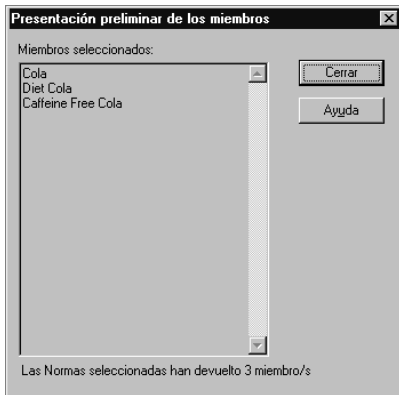 Presentación preliminar de los miembros
Miembros seleccionados:
Cola
Diet Cola
Caffeine Free Cola
Cerrar
Ayuda
Las Normas seleccionadas han devuelto 3 miembro/s